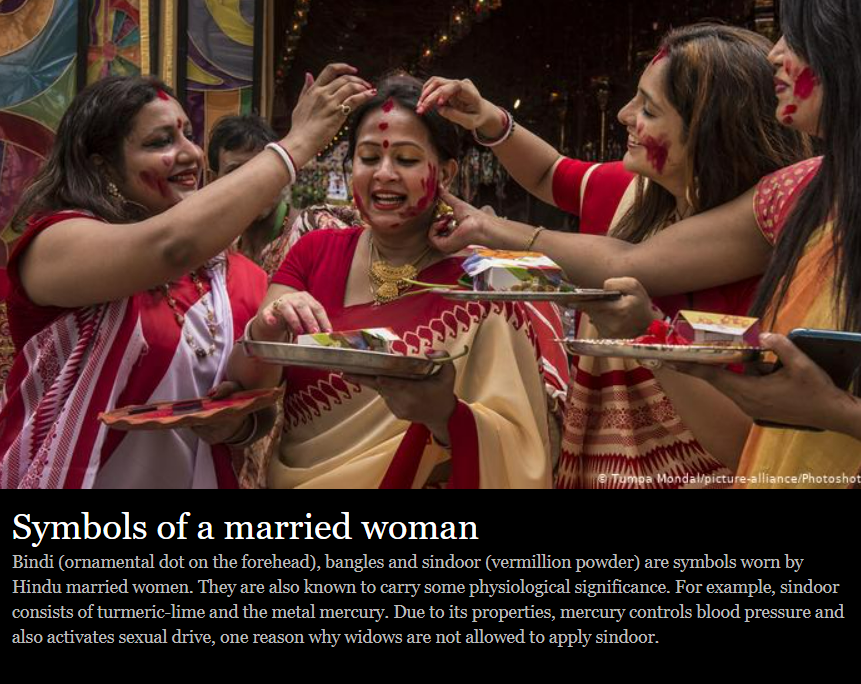 © Tumpa Mondal/picture-alliance/Photoshot
Symbols of a married woman
Bindi (ornamental dot on the forehead), bangles and sindoor (vermillion powder) are symbols worn by
Hindu married women. They are also known to carry some physiological significance. For example, sindoor
consists of turmeric-lime and the metal mercury. Due to its properties, mercury controls blood pressure and
also activates sexual drive, one reason why widows are not allowed to apply sindoor.